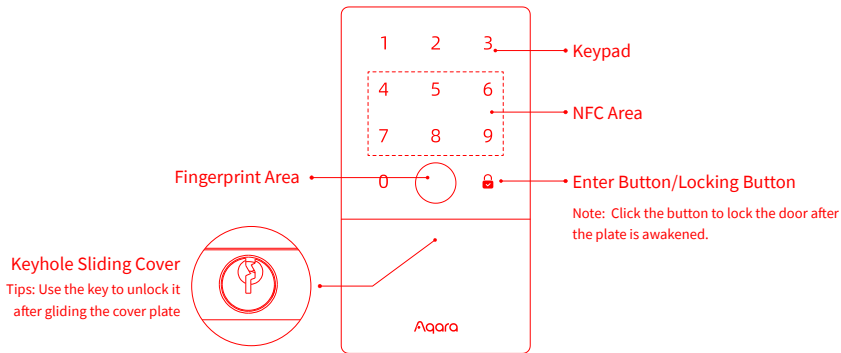 1 2 3
Keypad
4 5 6
NFC Area
7 8 9
Fingerprint Area
0
Enter Button/Locking Button
Note: Click the button to lock the door after
the plate is awakened.
Keyhole Sliding Cover
Tips: Use the key to unlock it
after gliding the cover plate
Aqara